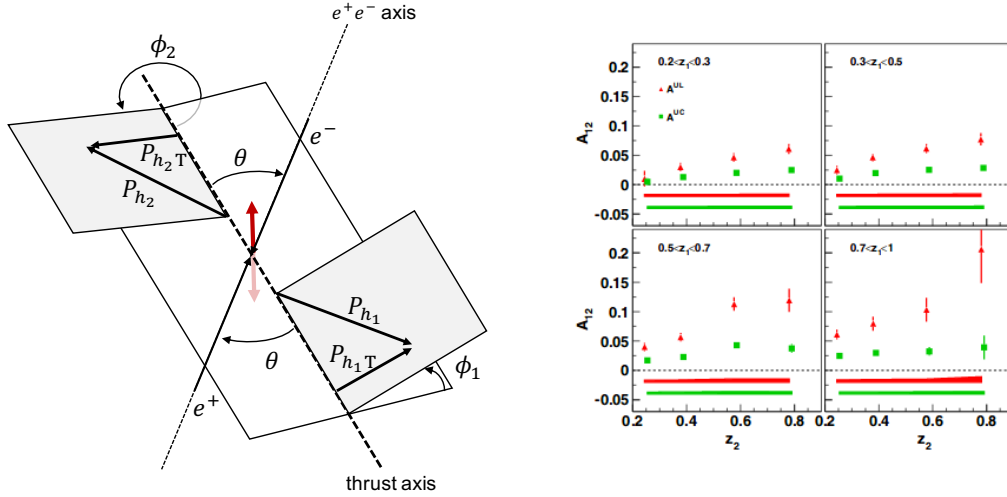 e⁺e⁻ axis
ϕ₂
e⁻
θ
P_{h₂T}
P_{h₂}
P_{h₁}
θ
P_{h₁T}
ϕ₁
e⁺
thrust axis
0.2<z₁<0.3
0.3<z₁<0.5
A^{UL}
A^{UC}
A₁₂
0.2
0.15
0.1
0.05
0
-0.05
0.5<z₁<0.7
0.7<z₁<1
A₁₂
0.2
0.15
0.1
0.05
0
-0.05
0.2 0.4 0.6 0.8 0.2 0.4 0.6 0.8
z₂ z₂